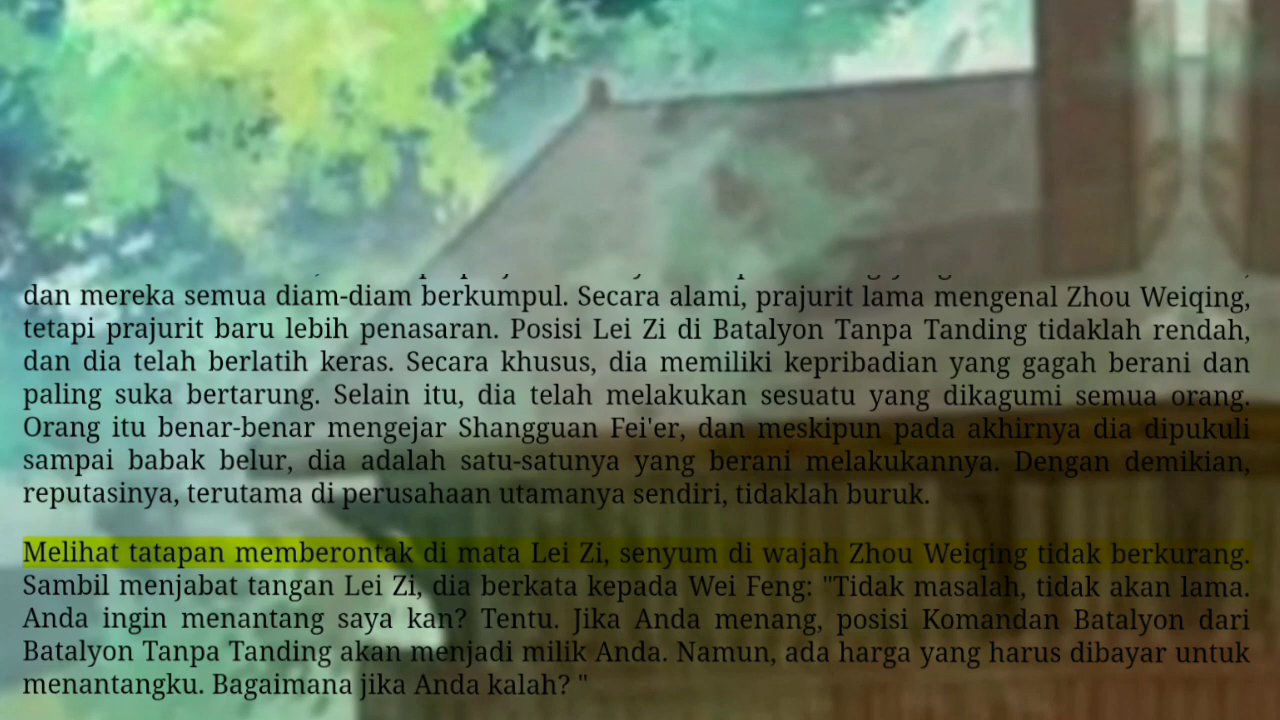 dan mereka semua diam-diam berkumpul. Secara alami, prajurit lama mengenal Zhou Weiqing,
tetapi prajurit baru lebih penasaran. Posisi Lei Zi di Batalyon Tanpa Tanding tidaklah rendah,
dan dia telah berlatih keras. Secara khusus, dia memiliki kepribadian yang gagah berani dan
paling suka bertarung. Selain itu, dia telah melakukan sesuatu yang dikagumi semua orang.
Orang itu benar-benar mengejar Shangguan Fei'er, dan meskipun pada akhirnya dia dipukuli
sampai babak belur, dia adalah satu-satunya yang berani melakukannya. Dengan demikian,
reputasinya, terutama di perusahaan utamanya sendiri, tidaklah buruk.
Melihat tatapan memberontak di mata Lei Zi, senyum di wajah Zhou Weiqing tidak berkurang.
Sambil menjabat tangan Lei Zi, dia berkata kepada Wei Feng: "Tidak masalah, tidak akan lama.
Anda ingin menantang saya kan? Tentu. Jika Anda menang, posisi Komandan Batalyon dari
Batalyon Tanpa Tanding akan menjadi milik Anda. Namun, ada harga yang harus dibayar untuk
menantangku. Bagaimana jika Anda kalah? "